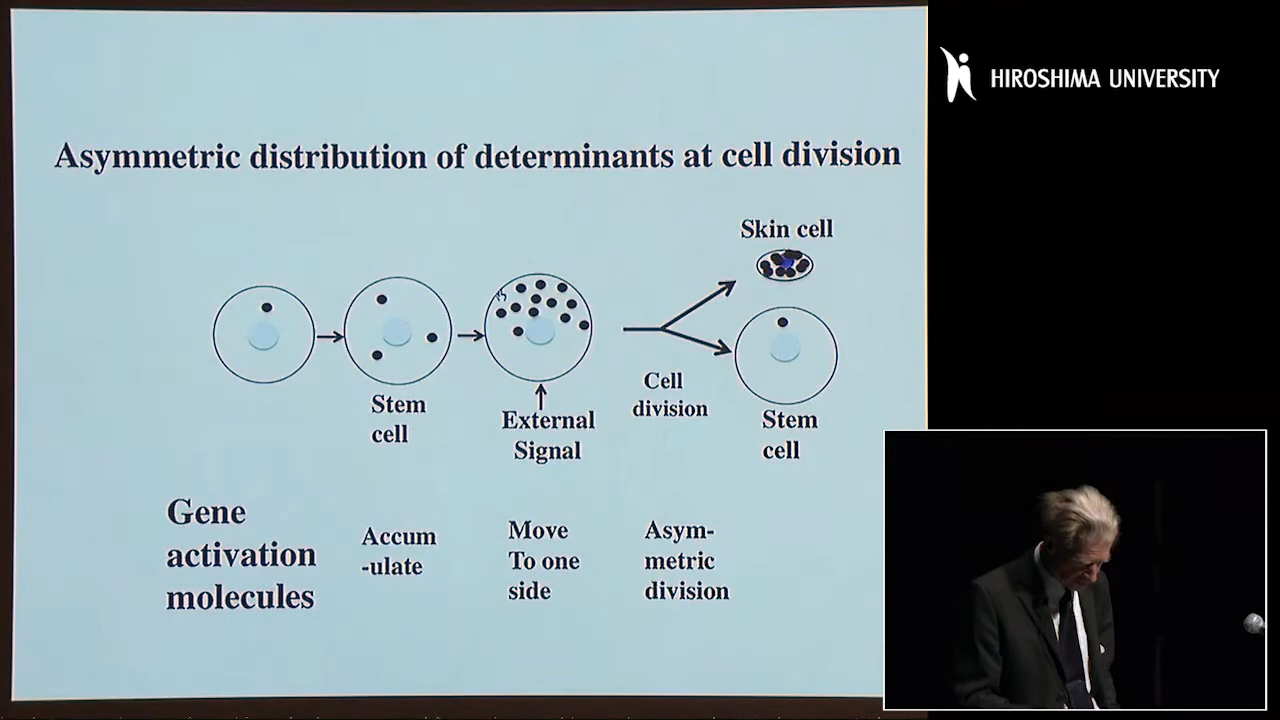 HIROSHIMA UNIVERSITY
Asymmetric distribution of determinants at cell division
Skin cell
Stem
cell
External
Signal
Cell
division
Stem
cell
Gene
activation
molecules
Accum
-ulate
Move
To one
side
Asym-
metric
division